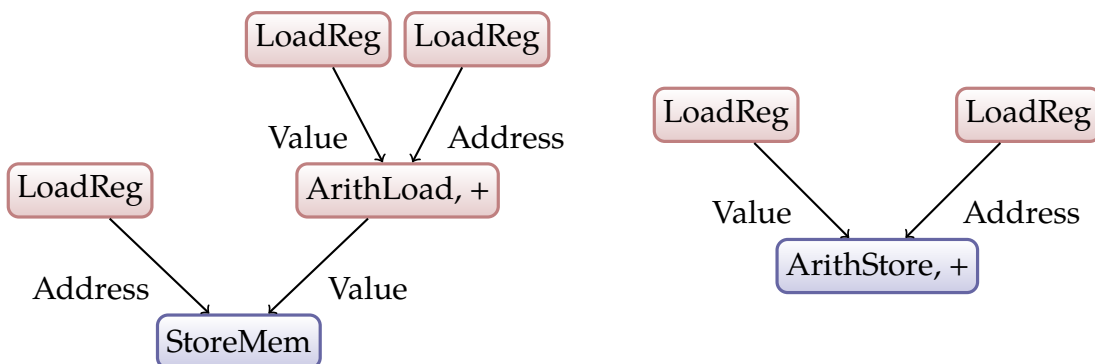 LoadReg
LoadReg
Value
Address
LoadReg
ArithLoad, +
Address
Value
StoreMem
LoadReg
LoadReg
Value
Address
ArithStore, +